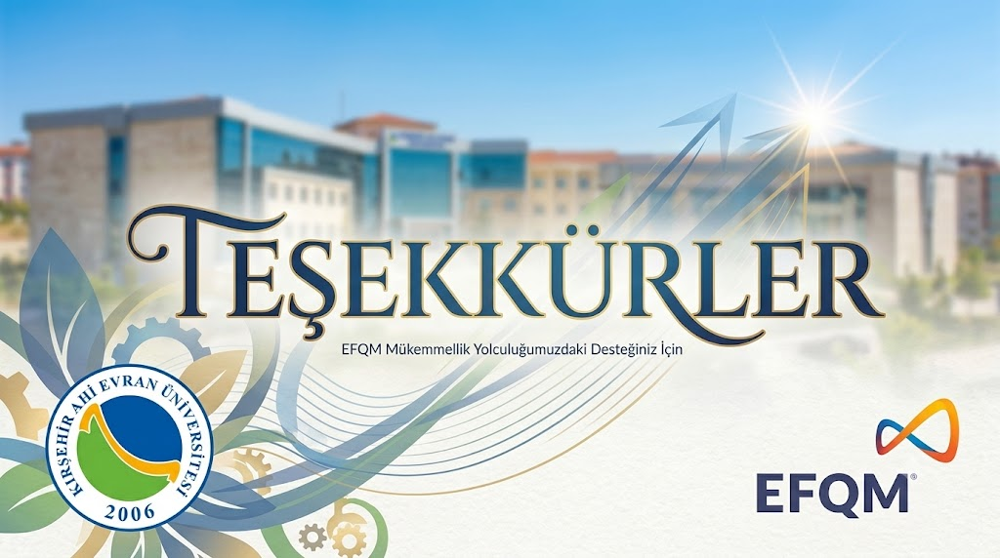 TEŞEKKÜRLER
EFQM Mükemmellik Yolculuğumuzdaki Desteğiniz İçin
KIRŞEHİR AHİ EVRAN ÜNİVERSİTESİ
2006
EFQM®